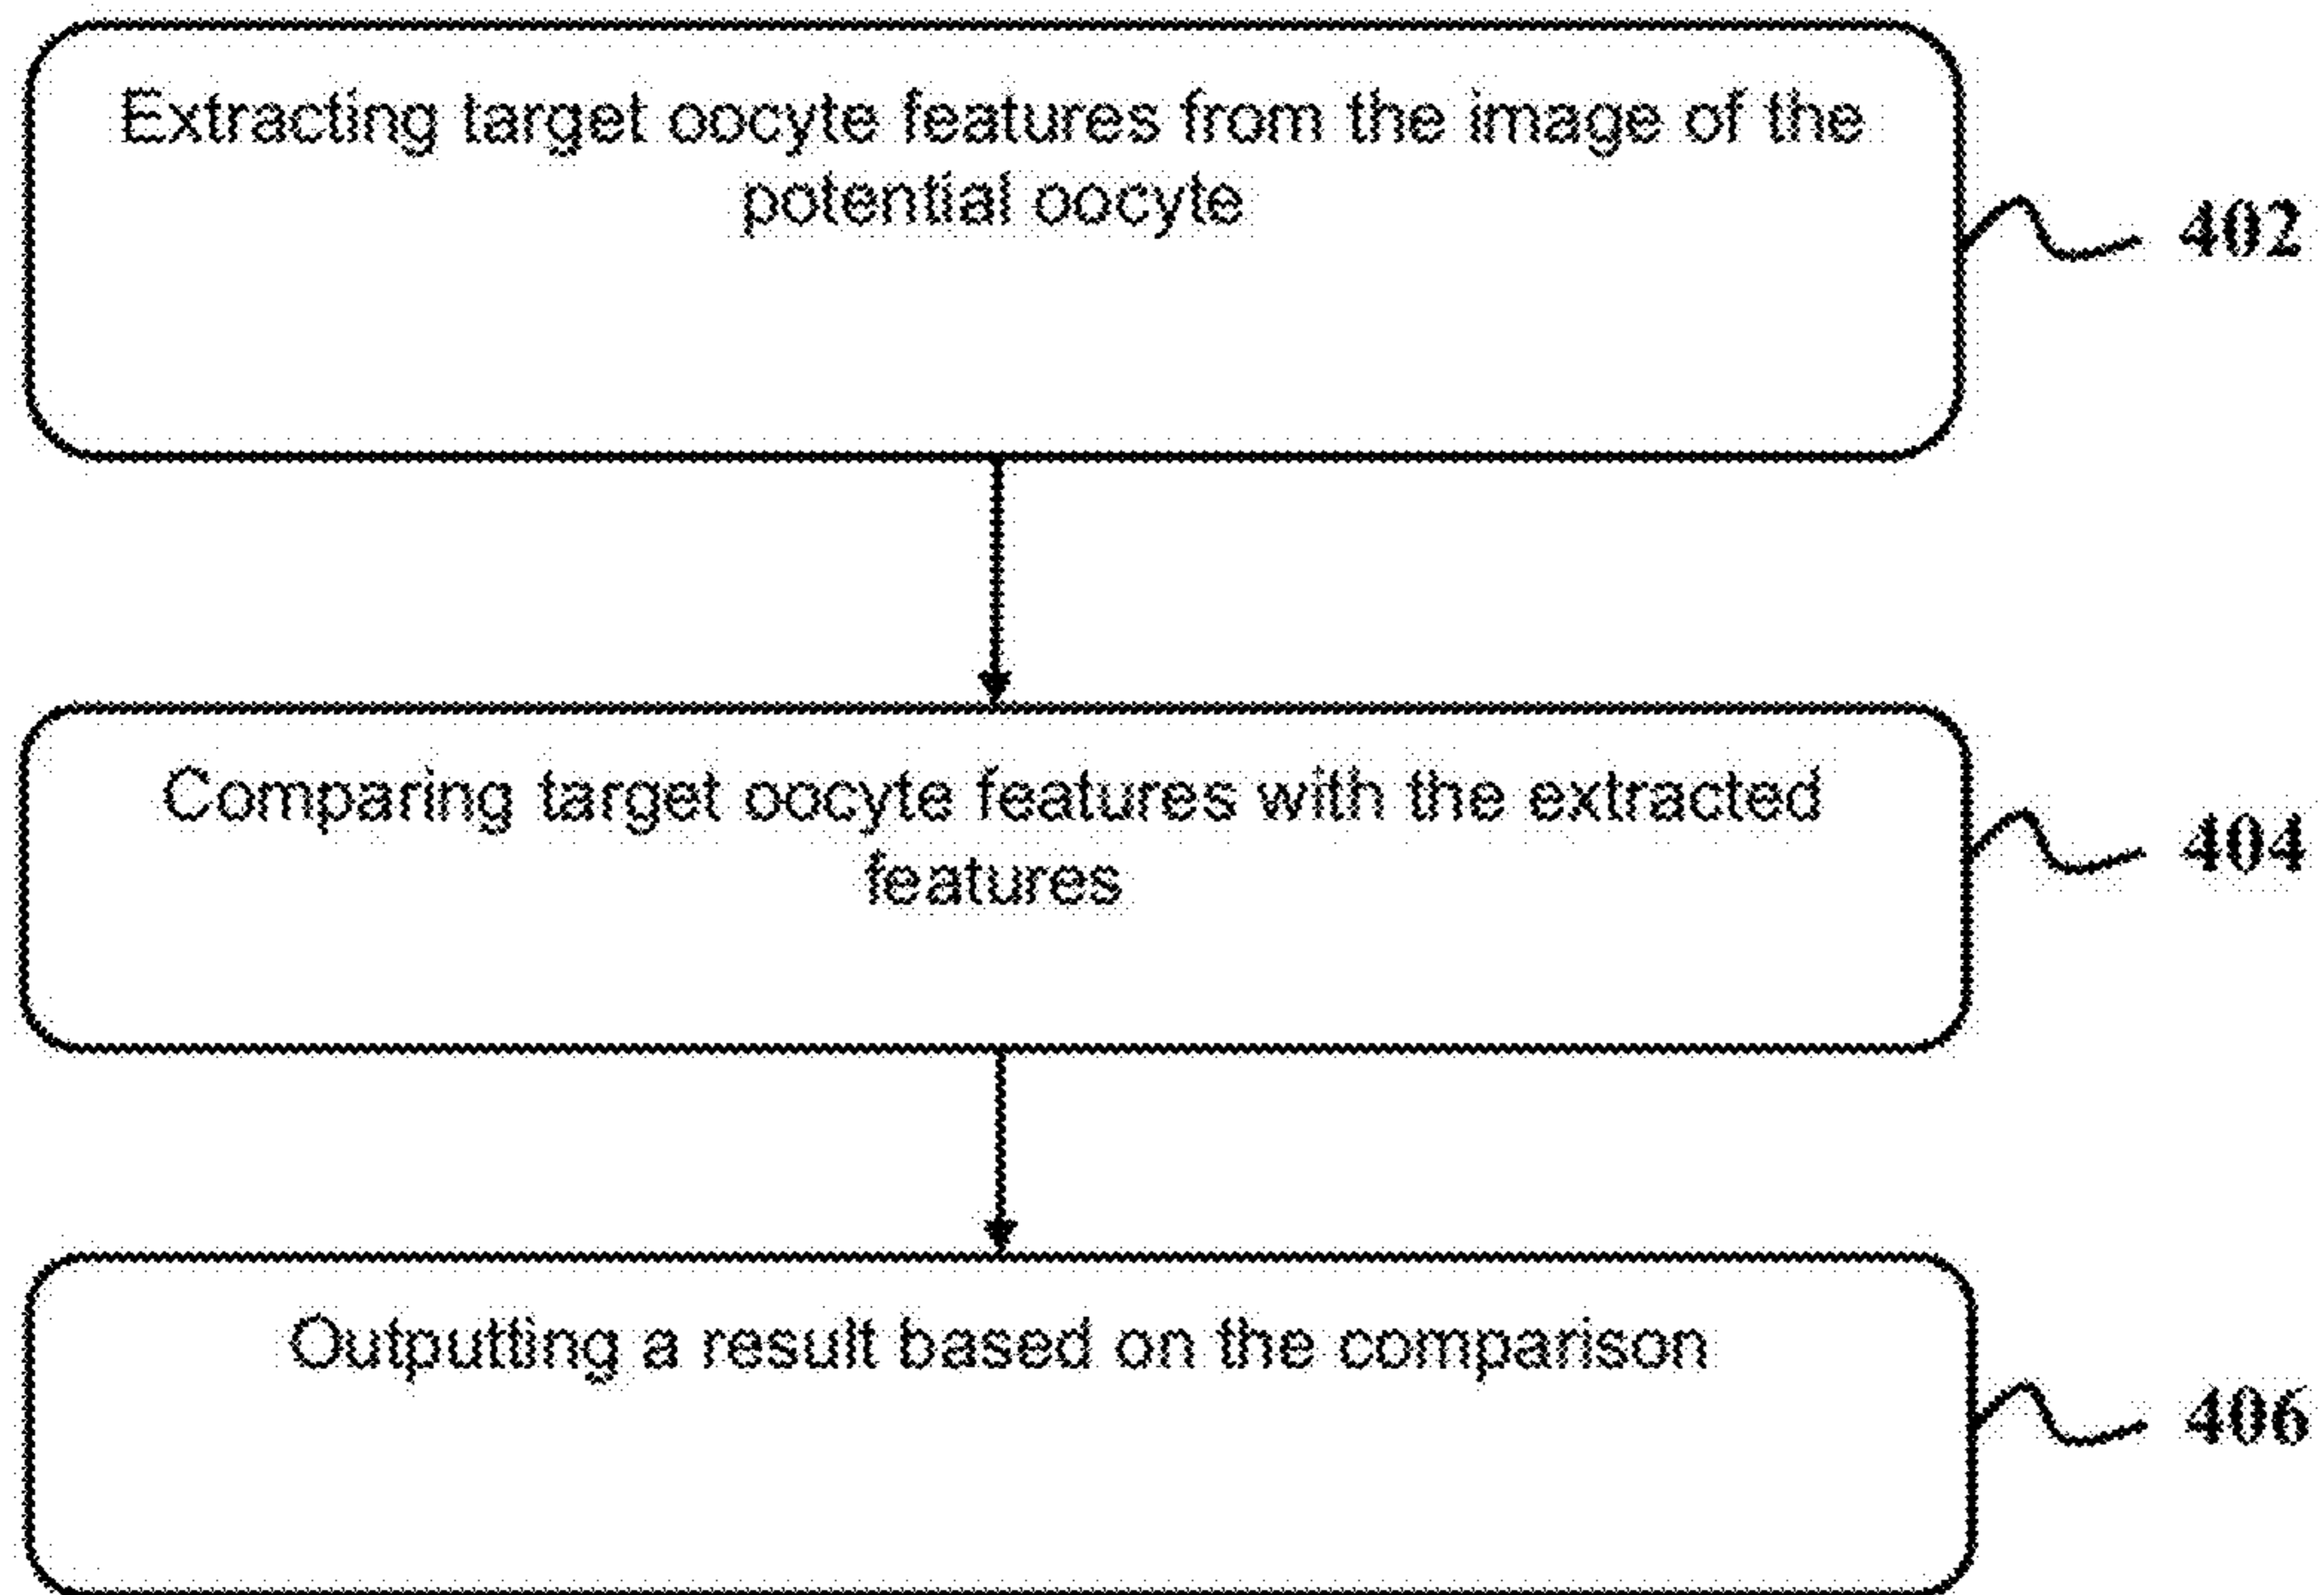 Extracting target oocyte features from the image of the
potential oocyte
402
Comparing target oocyte features with the extracted
features
404
Outputting a result based on the comparison
406